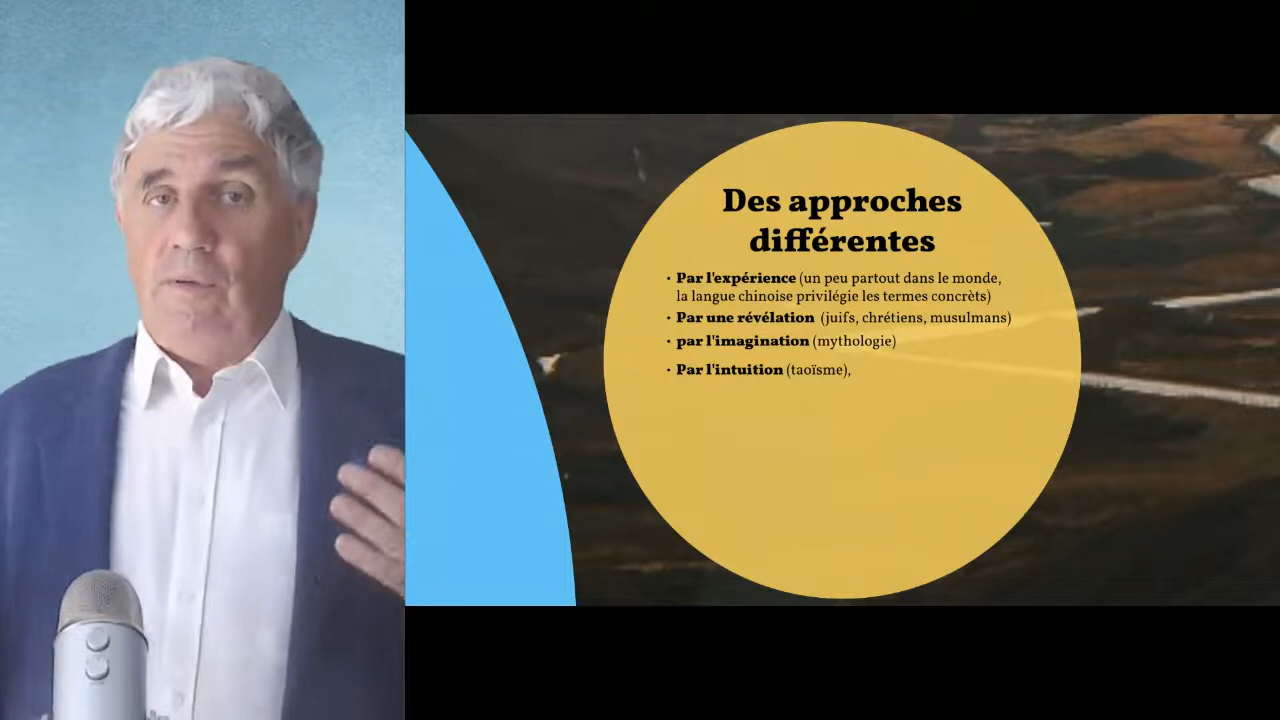 Des approches
différentes
• Par l'expérience (un peu partout dans le monde,
la langue chinoise privilégie les termes concrèts)
• Par une révélation (juifs, chrétiens, musulmans)
• par l'imagination (mythologie)
• Par l'intuition (taoïsme),